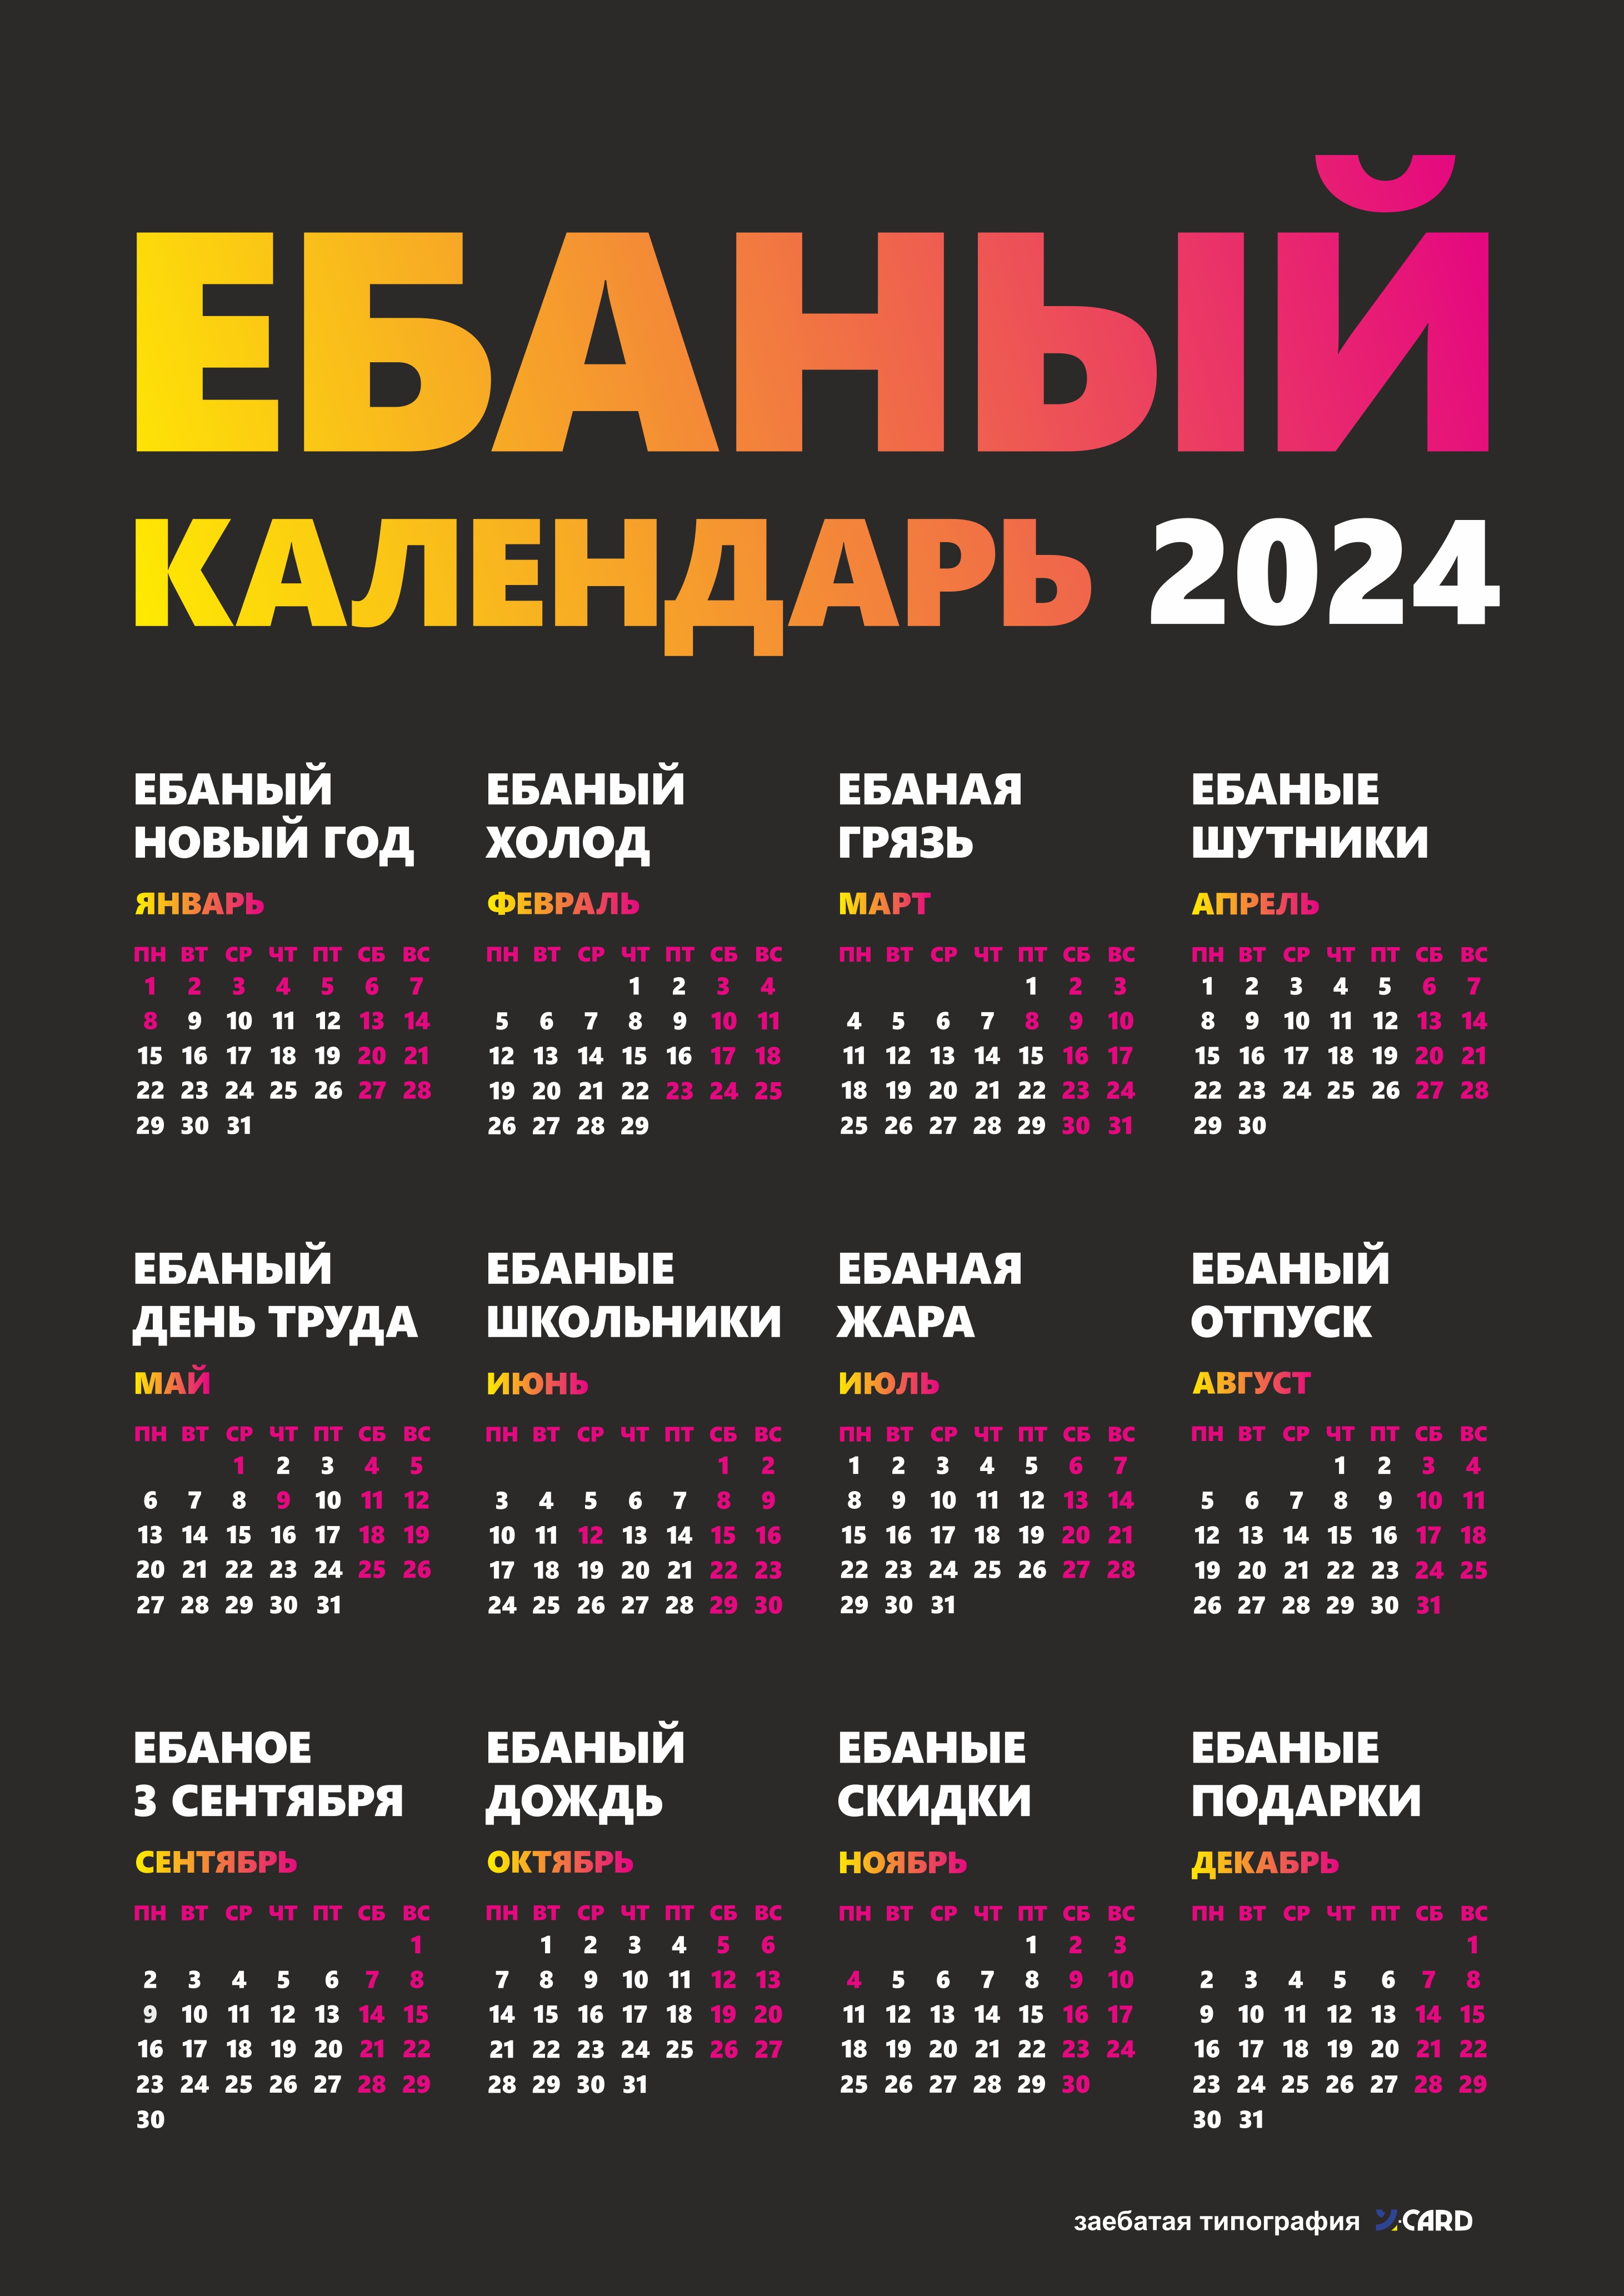 ЕБАНЫЙ
КАЛЕНДАРЬ 2024
ЕБАНЫЙ
НОВЫЙ ГОД
ЯНВАРЬ
ПН ВТ СР ЧТ ПТ СБ ВС
1 2 3 4 5 6 7
8 9 10 11 12 13 14
15 16 17 18 19 20 21
22 23 24 25 26 27 28
29 30 31
ЕБАНЫЙ
ХОЛОД
ФЕВРАЛЬ
ПН ВТ СР ЧТ ПТ СБ ВС
1 2 3 4
5 6 7 8 9 10 11
12 13 14 15 16 17 18
19 20 21 22 23 24 25
26 27 28 29
ЕБАНАЯ
ГРЯЗЬ
МАРТ
ПН ВТ СР ЧТ ПТ СБ ВС
1 2 3
4 5 6 7 8 9 10
11 12 13 14 15 16 17
18 19 20 21 22 23 24
25 26 27 28 29 30 31
ЕБАНЫЕ
ШУТНИКИ
АПРЕЛЬ
ПН ВТ СР ЧТ ПТ СБ ВС
1 2 3 4 5 6 7
8 9 10 11 12 13 14
15 16 17 18 19 20 21
22 23 24 25 26 27 28
29 30
ЕБАНЫЙ
ДЕНЬ ТРУДА
МАЙ
ПН ВТ СР ЧТ ПТ СБ ВС
1 2 3 4 5
6 7 8 9 10 11 12
13 14 15 16 17 18 19
20 21 22 23 24 25 26
27 28 29 30 31
ЕБАНЫЕ
ШКОЛЬНИКИ
ИЮНЬ
ПН ВТ СР ЧТ ПТ СБ ВС
1 2
3 4 5 6 7 8 9
10 11 12 13 14 15 16
17 18 19 20 21 22 23
24 25 26 27 28 29 30
ЕБАНАЯ
ЖАРА
ИЮЛЬ
ПН ВТ СР ЧТ ПТ СБ ВС
1 2 3 4 5 6 7
8 9 10 11 12 13 14
15 16 17 18 19 20 21
22 23 24 25 26 27 28
29 30 31
ЕБАНЫЙ
ОТПУСК
АВГУСТ
ПН ВТ СР ЧТ ПТ СБ ВС
1 2 3 4
5 6 7 8 9 10 11
12 13 14 15 16 17 18
19 20 21 22 23 24 25
26 27 28 29 30 31
ЕБАНОЕ
3 СЕНТЯБРЯ
СЕНТЯБРЬ
ПН ВТ СР ЧТ ПТ СБ ВС
1
2 3 4 5 6 7 8
9 10 11 12 13 14 15
16 17 18 19 20 21 22
23 24 25 26 27 28 29
30
ЕБАНЫЙ
ДОЖДЬ
ОКТЯБРЬ
ПН ВТ СР ЧТ ПТ СБ ВС
1 2 3 4 5 6
7 8 9 10 11 12 13
14 15 16 17 18 19 20
21 22 23 24 25 26 27
28 29 30 31
ЕБАНЫЕ
СКИДКИ
НОЯБРЬ
ПН ВТ СР ЧТ ПТ СБ ВС
1 2 3
4 5 6 7 8 9 10
11 12 13 14 15 16 17
18 19 20 21 22 23 24
25 26 27 28 29 30
ЕБАНЫЕ
ПОДАРКИ
ДЕКАБРЬ
ПН ВТ СР ЧТ ПТ СБ ВС
1
2 3 4 5 6 7 8
9 10 11 12 13 14 15
16 17 18 19 20 21 22
23 24 25 26 27 28 29
30 31
заебатая типография У-CARD